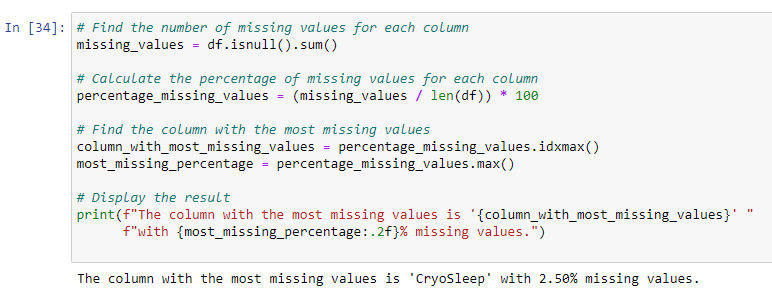 In [34]: # Find the number of missing values for each column
missing_values = df.isnull().sum()
# Calculate the percentage of missing values for each column
percentage_missing_values = (missing_values / len(df)) * 100
# Find the column with the most missing values
column_with_most_missing_values = percentage_missing_values.idxmax()
most_missing_percentage = percentage_missing_values.max()
# Display the result
print(f"The column with the most missing values is '{column_with_most_missing_values}' "
f"with {most_missing_percentage:.2f}% missing values.")
The column with the most missing values is 'CryoSleep' with 2.50% missing values.